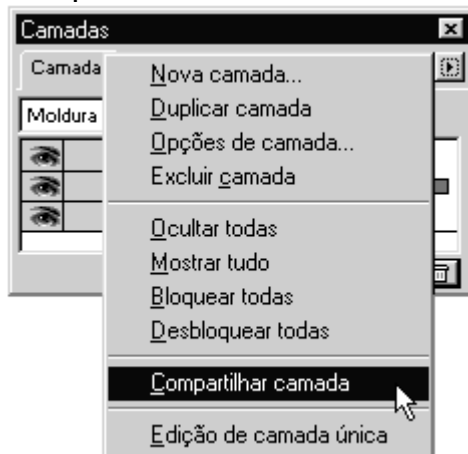 Camadas
Camada
Moldura
Nova camada...
Duplicar camada
Opções de camada...
Excluir camada
Ocultar todas
Mostrar tudo
Bloquear todas
Desbloquear todas
Compartilhar camada
Edição de camada única